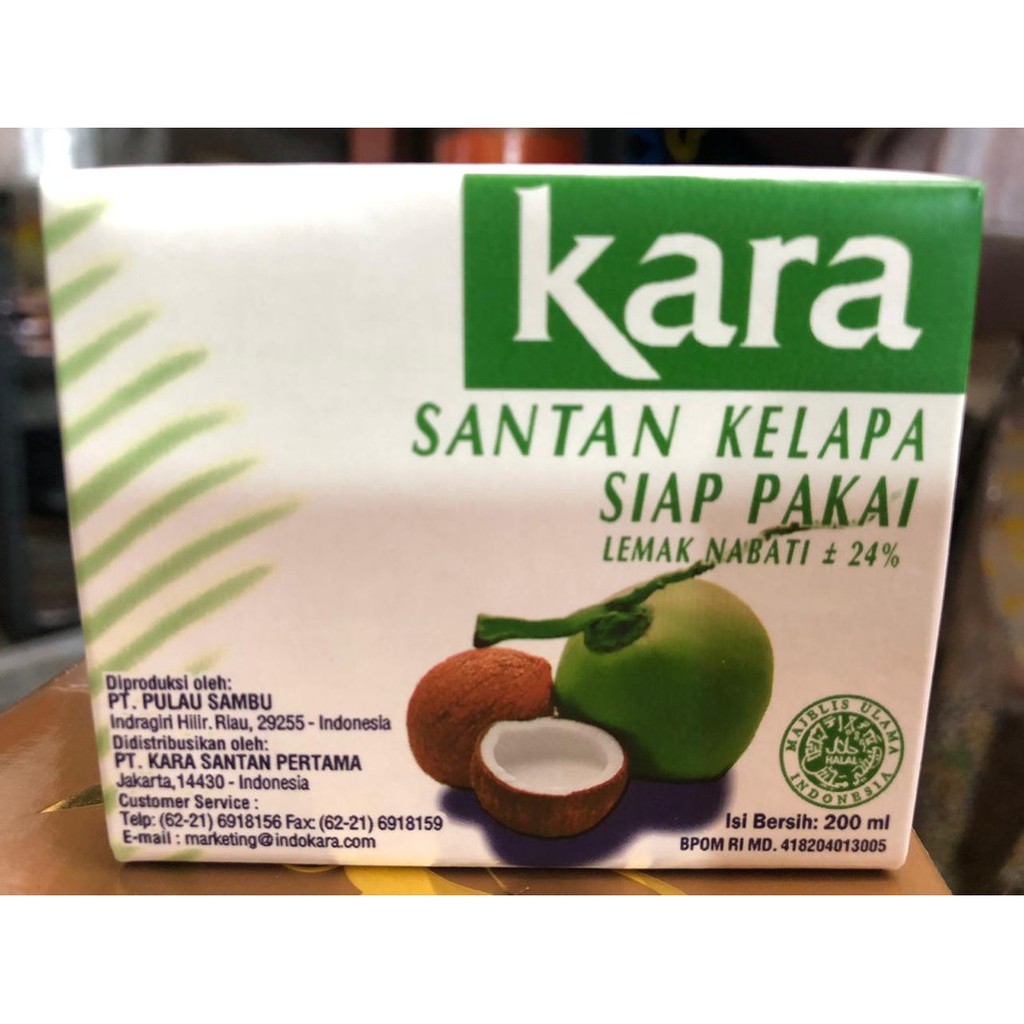 kara
SANTAN KELAPA
SIAP PAKAI
LEMAK NABATI ± 24%
Diproduksi oleh:
PT. PULAU SAMBU
Indragiri Hilir. Riau, 29255 - Indonesia
Didistribusikan oleh:
PT. KARA SANTAN PERTAMA
Jakarta,14430 - Indonesia
Customer Service :
Telp: (62-21) 6918156 Fax: (62-21) 6918159
E-mail : marketing@indokara.com
MAJELIS ULAMA
حلال
HALAL
INDONESIA
Isi Bersih: 200 ml
BPOM RI MD. 418204013005